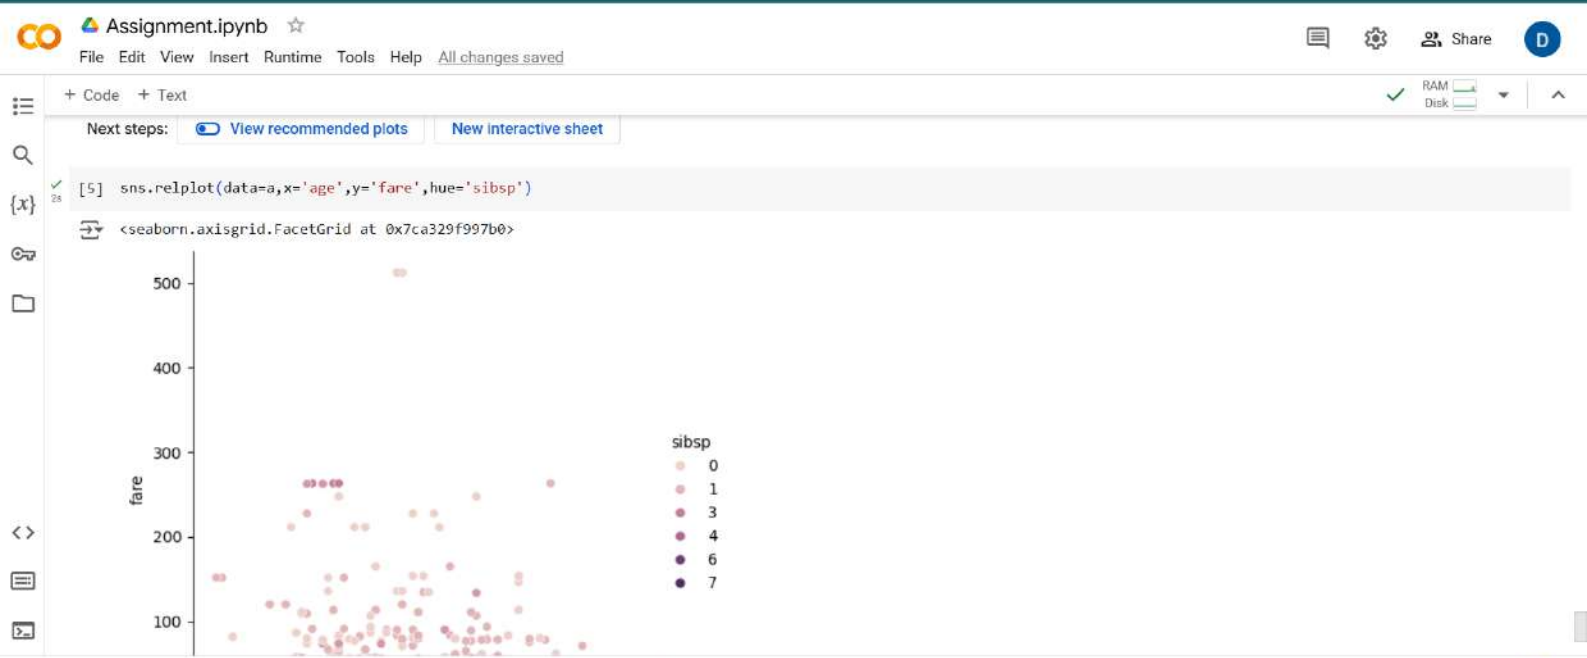 Assignment.ipynb
File Edit View Insert Runtime Tools Help All changes saved
Share
D
+ Code + Text
RAM
Disk
Next steps: View recommended plots New interactive sheet
{x}
2s
[5] sns.relplot(data=a,x='age',y='fare',hue='sibsp')
<seaborn.axisgrid.FacetGrid at 0x7ca329f997b0>
500
400
300
200
100
fare
sibsp
0
1
3
4
6
7